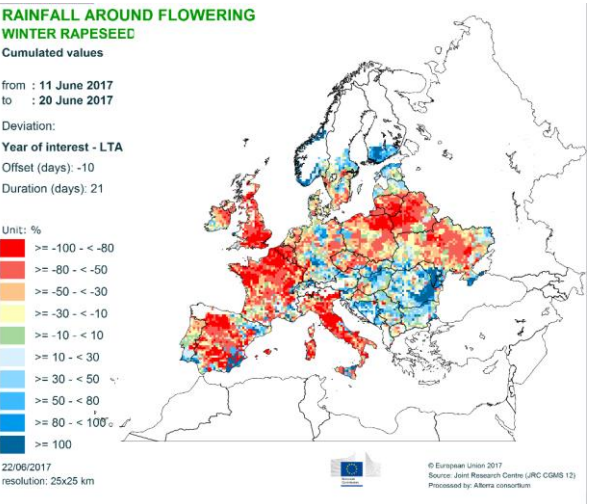 RAINFALL AROUND FLOWERING
WINTER RAPESEED
Cumulated values
from : 11 June 2017
to : 20 June 2017
Deviation:
Year of interest - LTA
Offset (days): -10
Duration (days): 21
Unit: %
>= -100 - < -80
>= -80 - < -50
>= -50 - < -30
>= -30 - < -10
>= -10 - < 10
>= 10 - < 30
>= 30 - < 50
>= 50 - < 80
>= 80 - < 100
>= 100
22/06/2017
resolution: 25x25 km
© European Union 2017
Source: Joint Research Centre (JRC CGMS 12)
Processed by: Alterra consortium